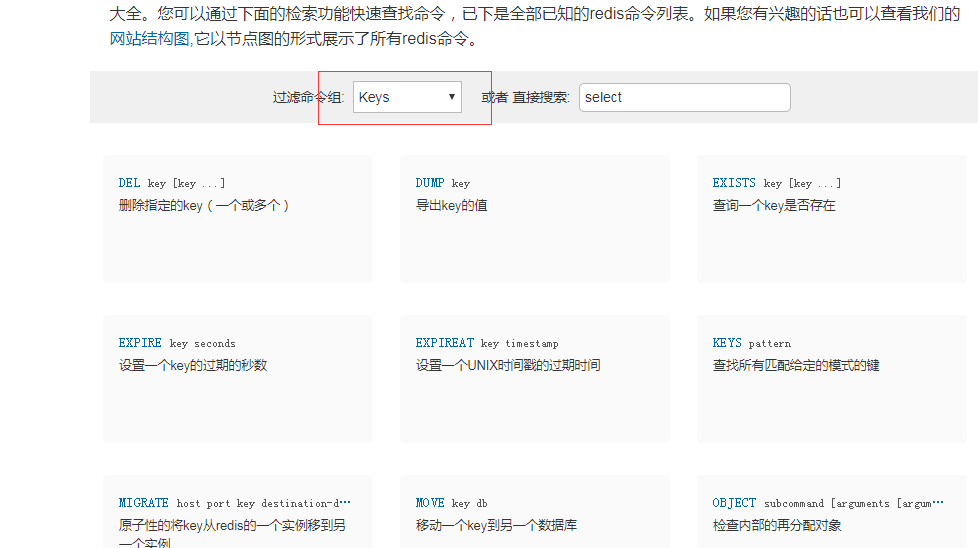 大全。您可以通过下面的检索功能快速查找命令，已下是全部已知的redis命令列表。如果您有兴趣的话也可以查看我们的
网站结构图,它以节点图的形式展示了所有redis命令。
过滤命令组: Keys 或者 直接搜索: select
DEL key [key ...]
删除指定的key（一个或多个）
DUMP key
导出key的值
EXISTS key [key ...]
查询一个key是否存在
EXPIRE key seconds
设置一个key的过期的秒数
EXPIREAT key timestamp
设置一个UNIX时间戳的过期时间
KEYS pattern
查找所有匹配给定的模式的键
MIGRATE host port key destination-d…
原子性的将key从redis的一个实例移到另
一个实例
MOVE key db
移动一个key到另一个数据库
OBJECT subcommand [arguments [argum…
检查内部的再分配对象